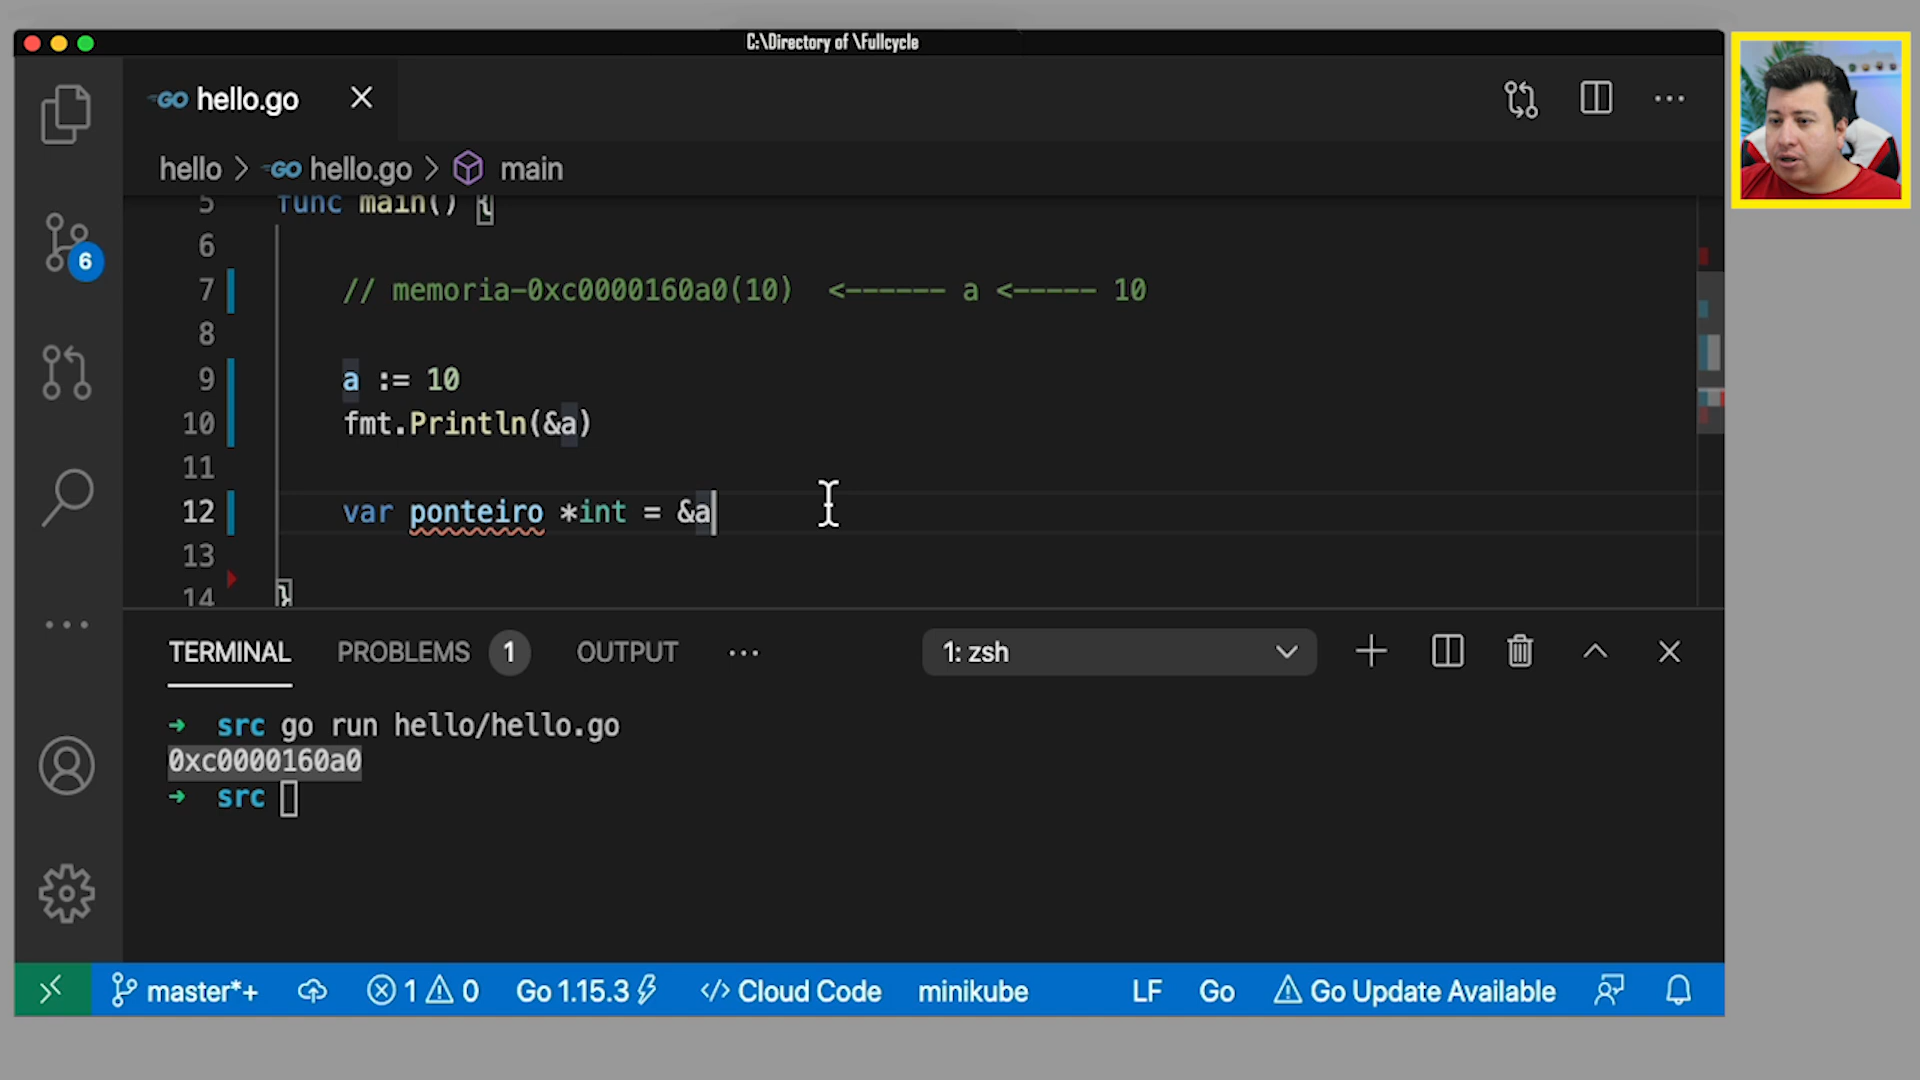 C:\Directory of \Fullcycle
GO hello.go
hello > GO hello.go > main
5 func main() {
6
7 // memoria-0xc0000160a0(10) <------ a <----- 10
8
9 a := 10
10 fmt.Println(&a)
11
12 var ponteiro *int = &a
13
14 }
6
TERMINAL PROBLEMS 1 OUTPUT ... 1: zsh
➜ src go run hello/hello.go
0xc0000160a0
➜ src
master*+ 1 0 Go 1.15.3 </> Cloud Code minikube LF Go Go Update Available